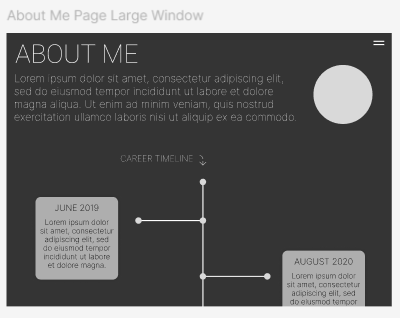 About Me Page Large Window
ABOUT ME
Lorem ipsum dolor sit amet, consectetur adipiscing elit,
sed do eiusmod tempor incididunt ut labore et dolore
magna aliqua. Ut enim ad minim veniam, quis nostrud
exercitation ullamco laboris nisi ut aliquip ex ea commodo.
CAREER TIMELINE
JUNE 2019
Lorem ipsum dolor
sit amet, consectetur
adipiscing elit, sed
do eiusmod tempor
incididunt ut labore
et dolore magna.
AUGUST 2020
Lorem ipsum dolor
sit amet, consectetur
adipiscing elit, sed
do eiusmod tempor